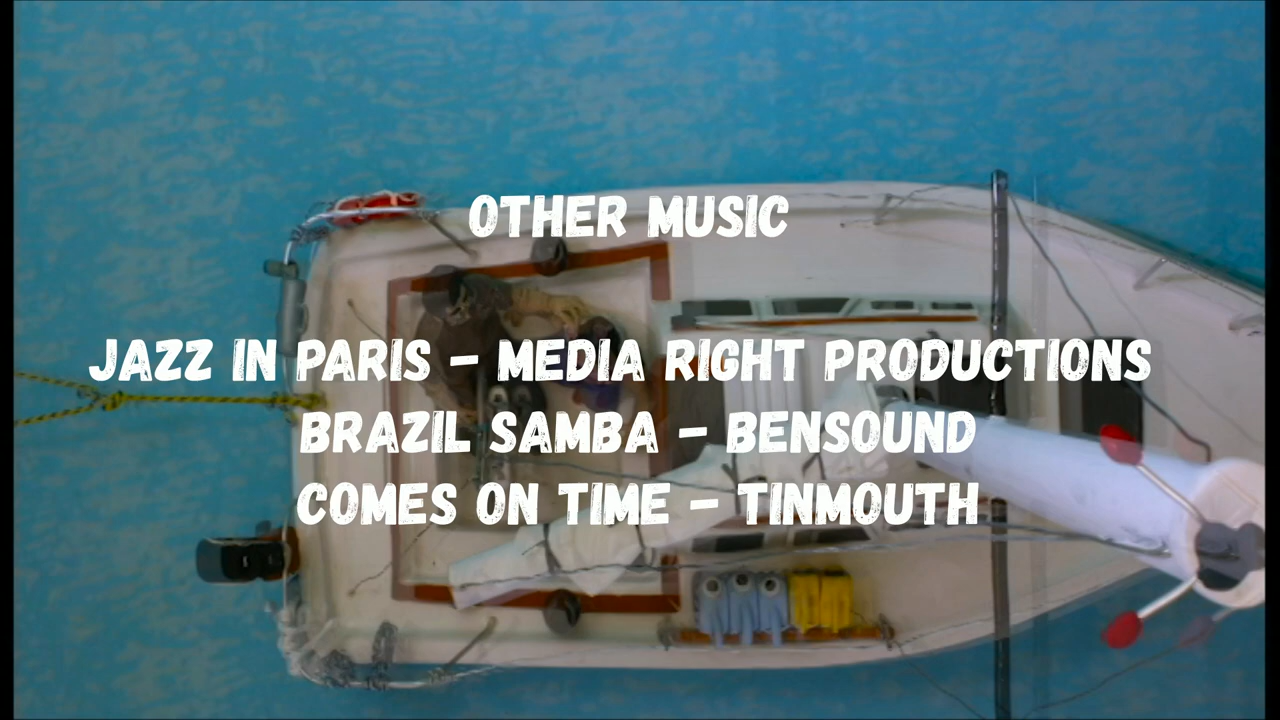 OTHER MUSIC
JAZZ IN PARIS - MEDIA RIGHT PRODUCTIONS
BRAZIL SAMBA - BENSOUND
COMES ON TIME - TINMOUTH